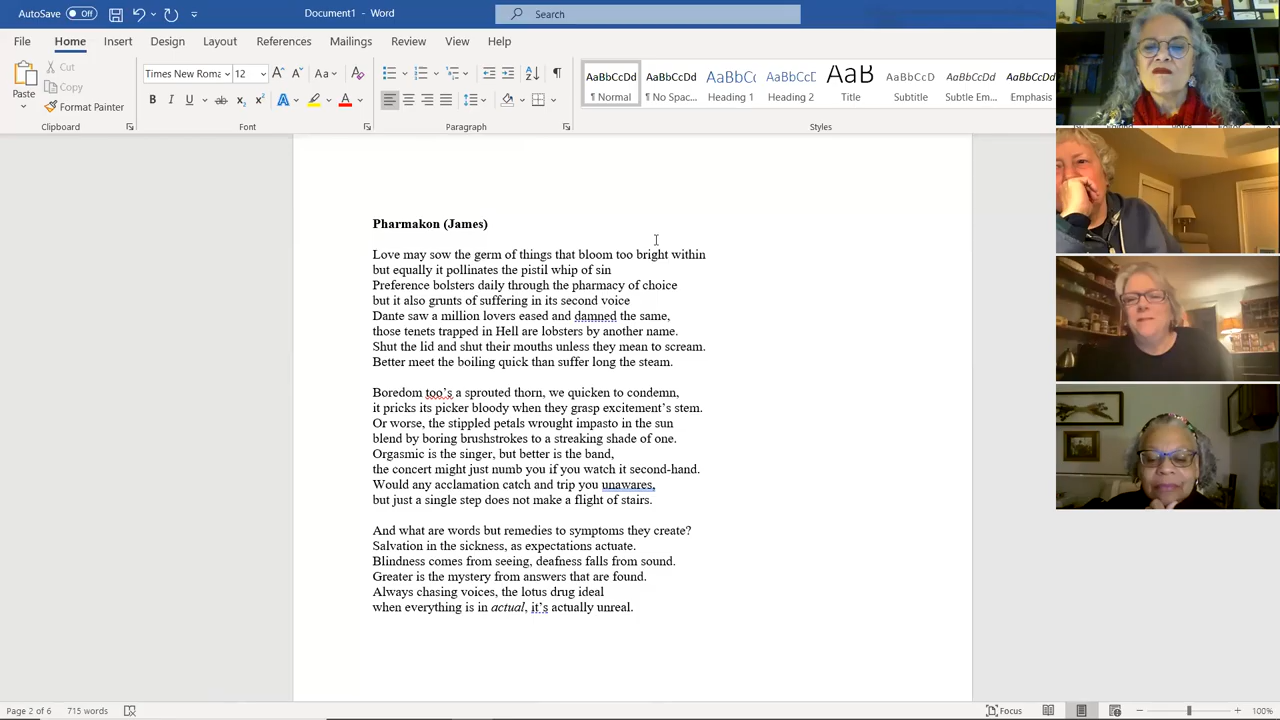 AutoSave Off Document1 - Word Search
File Home Insert Design Layout References Mailings Review View Help
Paste Cut Copy Format Painter
Times New Roma 12
AaBbCcDd AaBbCcDd AaBbCc AaBbCcE AaB AaBbCcD AaBbCcDd AaBbCcDd
¶ Normal ¶ No Spac... Heading 1 Heading 2 Title Subtitle Subtle Em... Emphasis
Clipboard Font Paragraph Styles
Pharmakon (James)
Love may sow the germ of things that bloom too bright within
but equally it pollinates the pistil whip of sin
Preference bolsters daily through the pharmacy of choice
but it also grunts of suffering in its second voice
Dante saw a million lovers eased and damned the same,
those tenets trapped in Hell are lobsters by another name.
Shut the lid and shut their mouths unless they mean to scream.
Better meet the boiling quick than suffer long the steam.
Boredom too’s a sprouted thorn, we quicken to condemn,
it pricks its picker bloody when they grasp excitement’s stem.
Or worse, the stippled petals wrought impasto in the sun
blend by boring brushstrokes to a streaking shade of one.
Orgasmic is the singer, but better is the band,
the concert might just numb you if you watch it second-hand.
Would any acclamation catch and trip you unawares,
but just a single step does not make a flight of stairs.
And what are words but remedies to symptoms they create?
Salvation in the sickness, as expectations actuate.
Blindness comes from seeing, deafness falls from sound.
Greater is the mystery from answers that are found.
Always chasing voices, the lotus drug ideal
when everything is in actual, it’s actually unreal.
Page 2 of 6 715 words Focus 100%